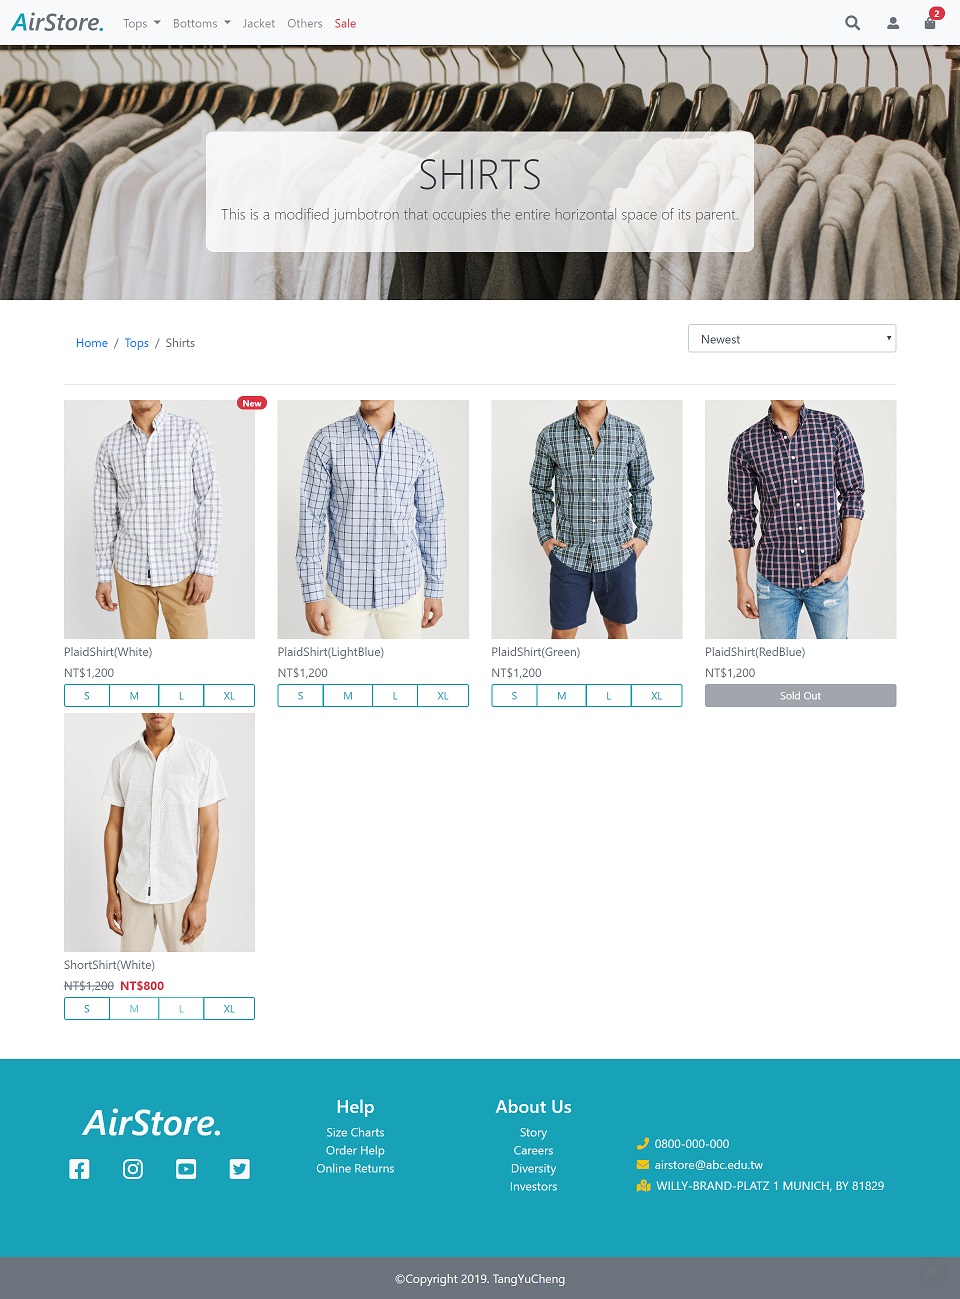 AirStore. Tops Bottoms Jacket Others Sale 2
SHIRTS
This is a modified jumbotron that occupies the entire horizontal space of its parent.
Home / Tops / Shirts
Newest
New
PlaidShirt(White)
NT$1,200
S M L XL
PlaidShirt(LightBlue)
NT$1,200
S M L XL
PlaidShirt(Green)
NT$1,200
S M L XL
PlaidShirt(RedBlue)
NT$1,200
Sold Out
ShortShirt(White)
NT$1,200 NT$800
S M L XL
AirStore.
Help
Size Charts
Order Help
Online Returns
About Us
Story
Careers
Diversity
Investors
0800-000-000
airstore@abc.edu.tw
WILLY-BRAND-PLATZ 1 MUNICH, BY 81829
©Copyright 2019. TangYuCheng